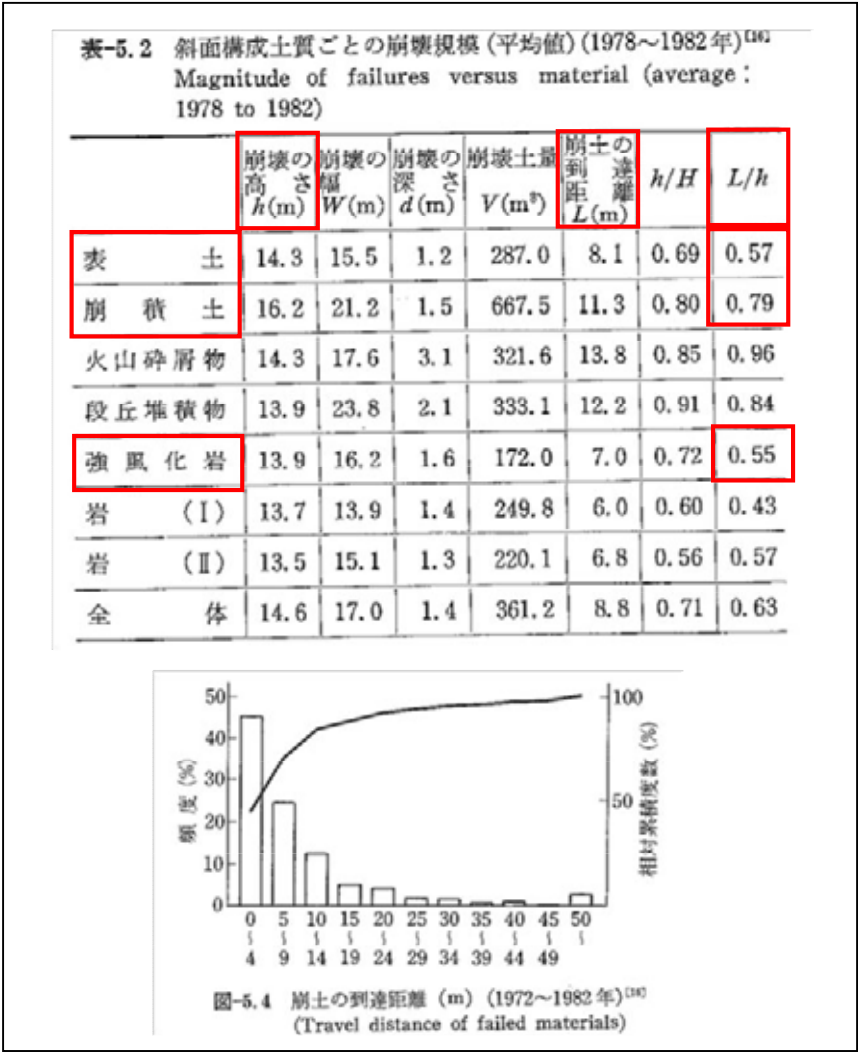 表-5.2 斜面構成土質ごとの崩壊規模(平均値)(1978～1982年)[16]
Magnitude of failures versus material (average:
1978 to 1982)
崩壊の高さ h(m) 崩壊の幅 W(m) 崩壊の深さ d(m) 崩壊土量 V(m³) 崩土の到達距離 L(m) h/H L/h
表土 14.3 15.5 1.2 287.0 8.1 0.69 0.57
崩積土 16.2 21.2 1.5 667.5 11.3 0.80 0.79
火山砕屑物 14.3 17.6 3.1 321.6 13.8 0.85 0.96
段丘堆積物 13.9 23.8 2.1 333.1 12.2 0.91 0.84
強風化岩 13.9 16.2 1.6 172.0 7.0 0.72 0.55
岩(Ⅰ) 13.7 13.9 1.4 249.8 6.0 0.60 0.43
岩(Ⅱ) 13.5 15.1 1.3 220.1 6.8 0.56 0.57
全体 14.6 17.0 1.4 361.2 8.8 0.71 0.63
頻度(%)
50
40
30
20
10
0
相対累積度数(%)
100
50
0～4 5～9 10～14 15～19 20～24 25～29 30～34 35～39 40～44 45～49 50～
図-5.4 崩土の到達距離 (m) (1972～1982年)[16]
(Travel distance of failed materials)